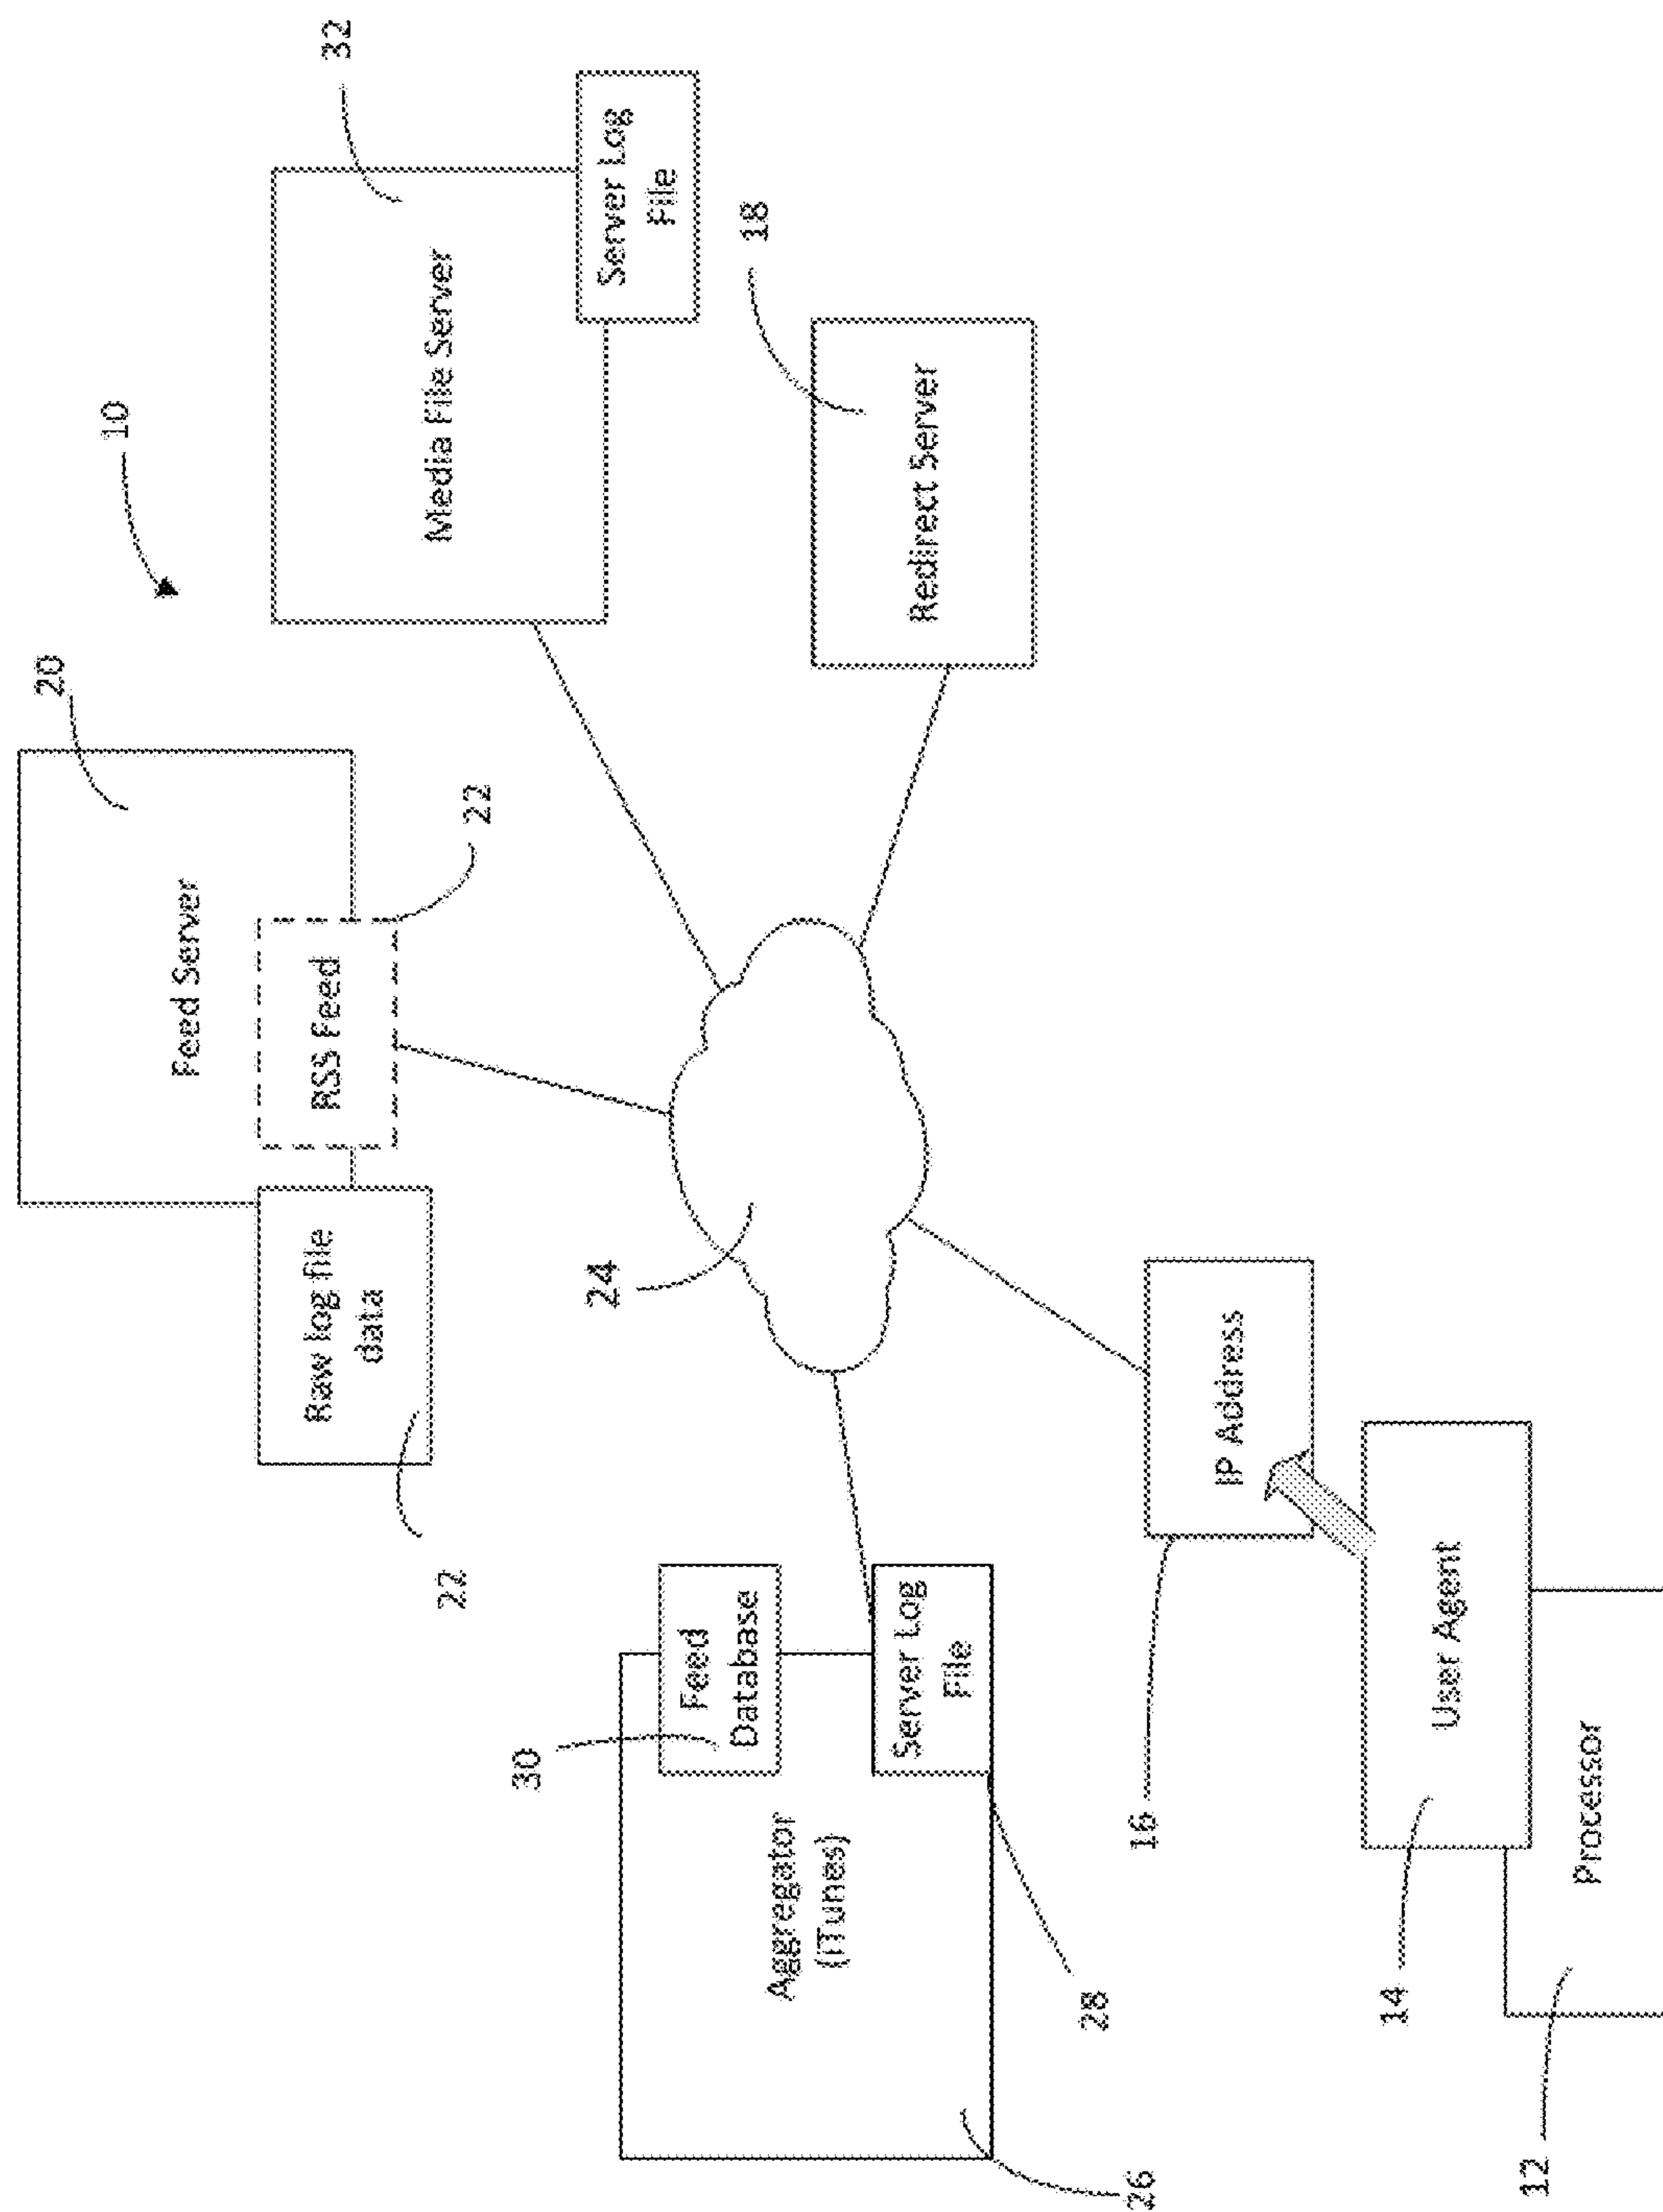 20
10
Feed Server
32
Raw log file
data
RSS Feed
22
22
Media File Server
Server Log
File
30
Feed
Database
24
18
Aggregator
(iTunes)
Server Log
File
Redirect Server
28
26
16
IP Address
14
User Agent
12
Processor